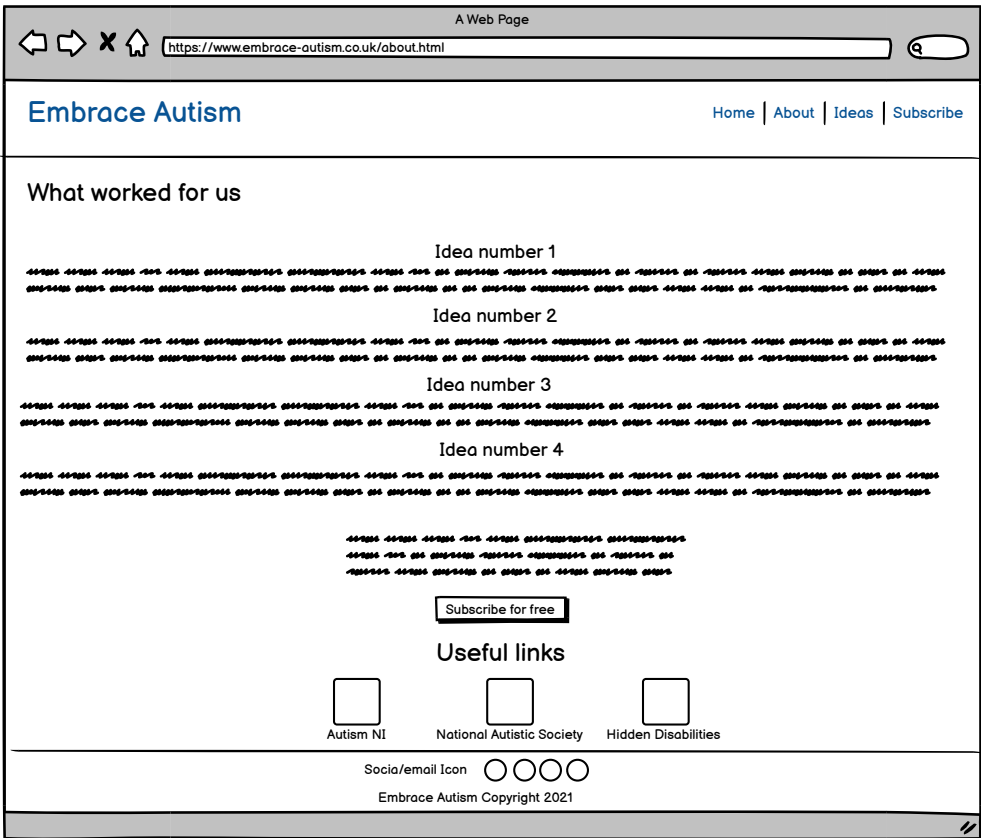 A Web Page
https://www.embrace-autism.co.uk/about.html
Embrace Autism
Home | About | Ideas | Subscribe
What worked for us
Idea number 1
Idea number 2
Idea number 3
Idea number 4
Subscribe for free
Useful links
Autism NI National Autistic Society Hidden Disabilities
Socia/email Icon
Embrace Autism Copyright 2021